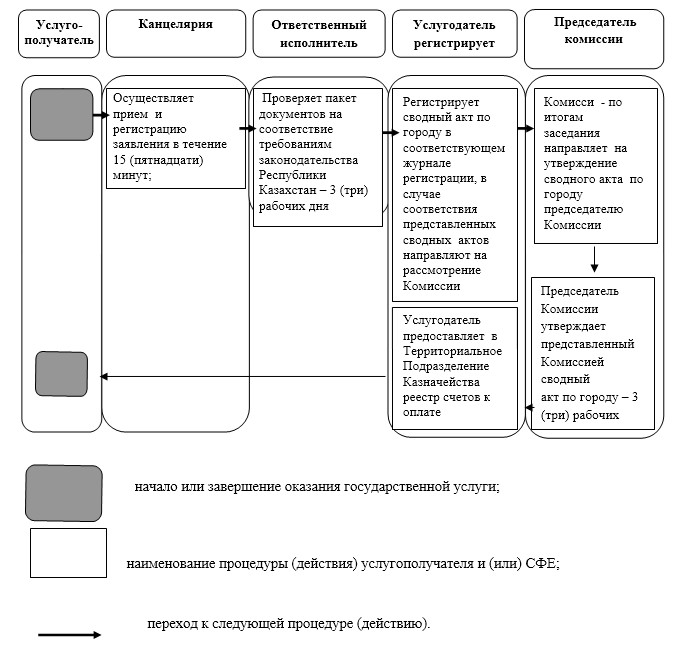 Услуго-
получатель
Канцелярия
Ответственный
исполнитель
Услугодатель
регистрирует
Председатель
комиссии
Осуществляет
прием и
регистрацию
заявления в течение
15 (пятнадцати)
минут;
Проверяет пакет
документов на
соответствие
требованиям
законодательства
Республики
Казахстан – 3 (три)
рабочих дня
Регистрирует
сводный акт по
городу в
соответствующем
журнале
регистрации, в
случае
соответствия
представленных
сводных актов
направляют на
рассмотрение
Комиссии
Комисси - по
итогам
заседания
направляет на
утверждение
сводного акта по
городу
председателю
Комиссии
Председатель
Комиссии
утверждает
представленный
Комиссией
сводный
акт по городу – 3
(три) рабочих
Услугодатель
предоставляет в
Территориальное
Подразделение
Казначейства
реестр счетов к
оплате
начало или завершение оказания государственной услуги;
наименование процедуры (действия) услугополучателя и (или) СФЕ;
переход к следующей процедуре (действию).